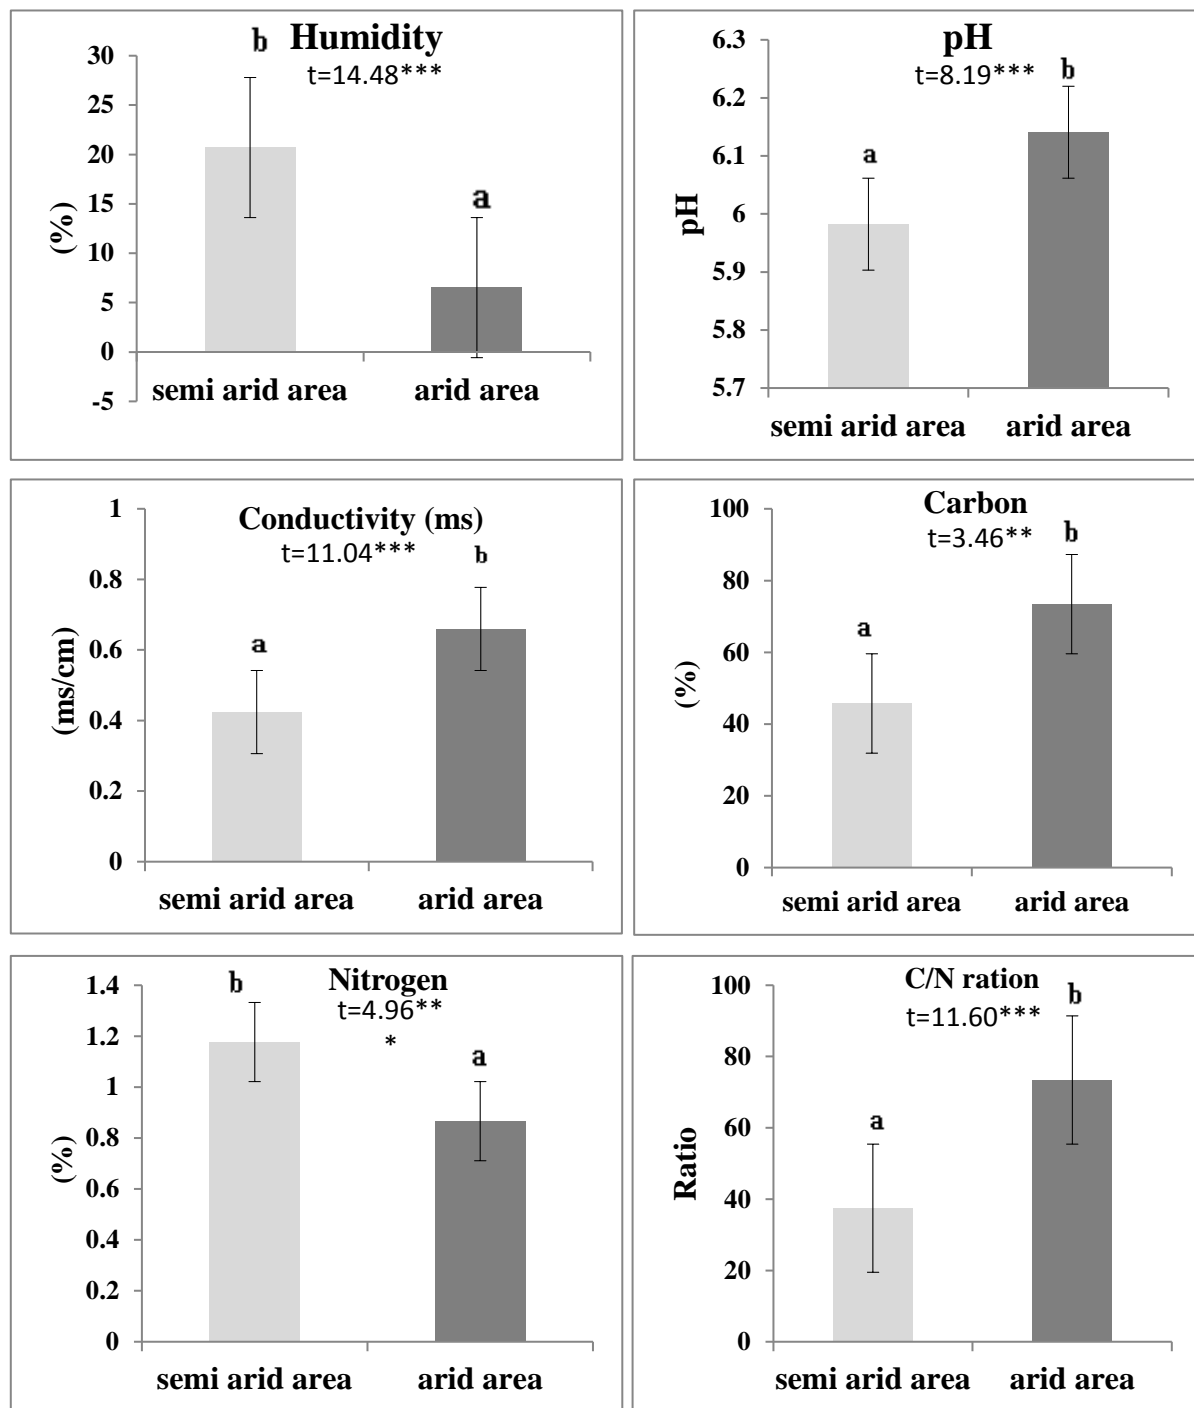 b Humidity
t=14.48***
30
25
20
15
10
5
0
-5
(%)
a
semi arid area arid area
pH
t=8.19***
6.3
6.2
6.1
6
5.9
5.8
5.7
pH
a
b
semi arid area arid area
Conductivity (ms)
t=11.04***
1
0.8
0.6
0.4
0.2
0
(ms/cm)
a
b
semi arid area arid area
Carbon
t=3.46**
100
80
60
40
20
0
(%)
a
b
semi arid area arid area
Nitrogen
t=4.96**
*
1.4
1.2
1
0.8
0.6
0.4
0.2
0
(%)
b
a
semi arid area arid area
C/N ration
t=11.60***
100
80
60
40
20
0
Ratio
a
b
semi arid area arid area